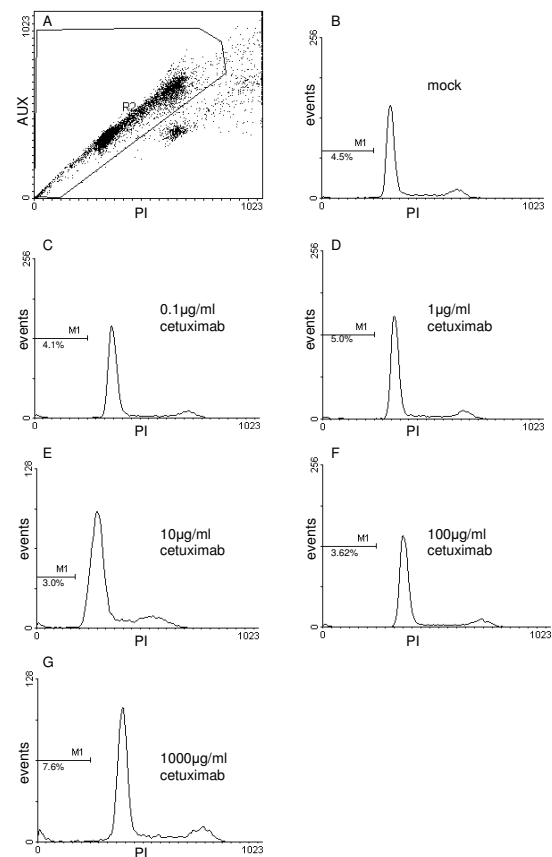 A
1023
AUX
R2
0
0
PI
1023
B
256
events
mock
M1
4.5%
0
0
PI
1023
C
256
events
0.1µg/ml
cetuximab
M1
4.1%
0
0
PI
1023
D
256
events
1µg/ml
cetuximab
M1
5.0%
0
0
PI
1023
E
128
events
10µg/ml
cetuximab
M1
3.0%
0
0
PI
1023
F
256
events
100µg/ml
cetuximab
M1
3.62%
0
0
PI
1023
G
128
events
1000µg/ml
cetuximab
M1
7.6%
0
0
PI
1023